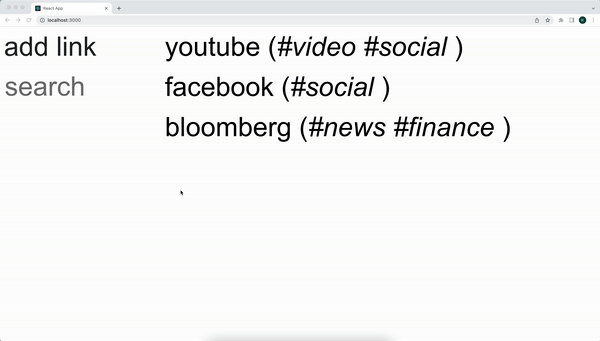 React App
localhost:3000
add link
search
youtube (#video #social )
facebook (#social )
bloomberg (#news #finance )